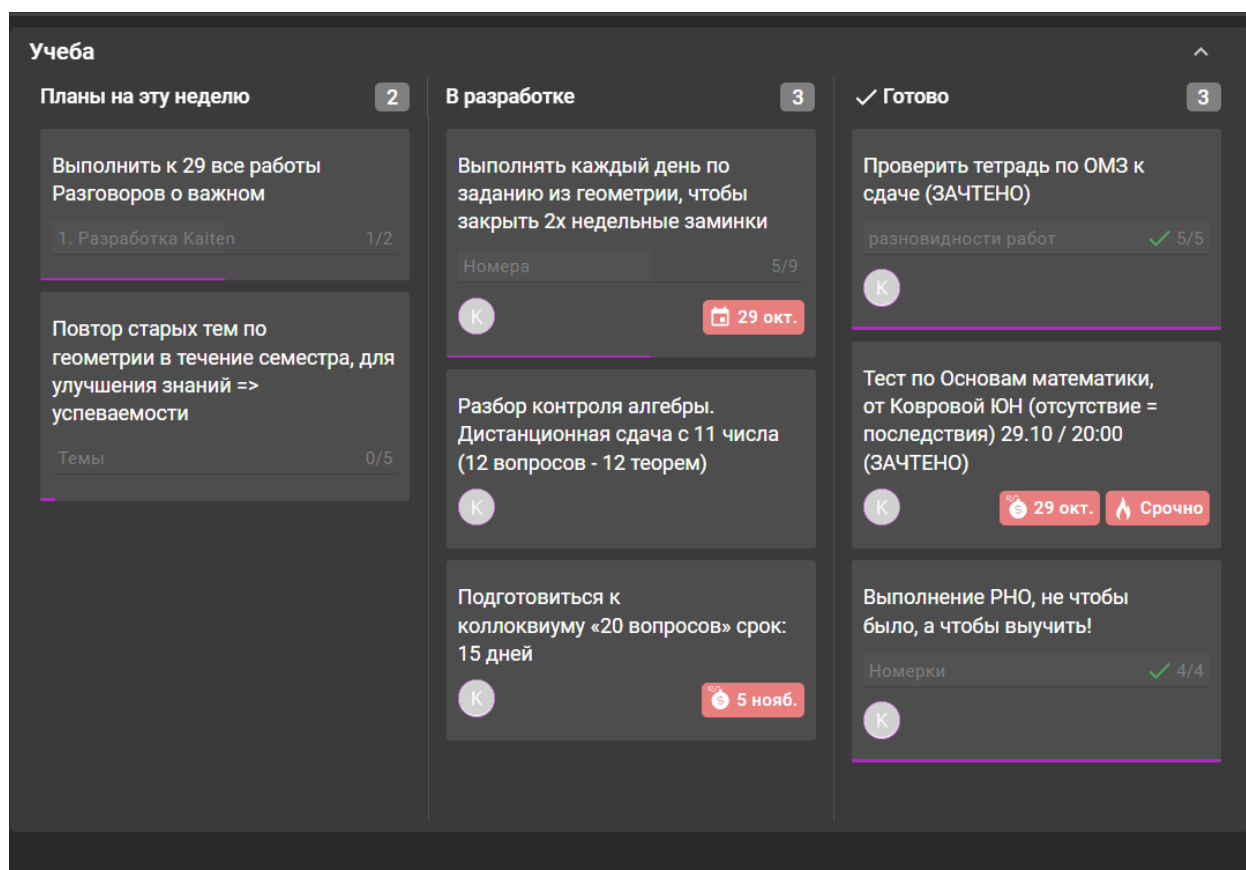 Учеба
Планы на эту неделю 2
Выполнить к 29 все работы
Разговоров о важном
1. Разработка Kaiten 1/2
Повтор старых тем по
геометрии в течение семестра, для
улучшения знаний =>
успеваемости
Темы 0/5
В разработке 3
Выполнять каждый день по
заданию из геометрии, чтобы
закрыть 2х недельные заминки
Номера 5/9
K
29 окт.
Разбор контроля алгебры.
Дистанционная сдача с 11 числа
(12 вопросов - 12 теорем)
K
Подготовиться к
коллоквиуму «20 вопросов» срок:
15 дней
K
5 нояб.
Готово 3
Проверить тетрадь по ОМЗ к
сдаче (ЗАЧТЕНО)
разновидности работ 5/5
K
Тест по Основам математики,
от Ковровой ЮН (отсутствие =
последствия) 29.10 / 20:00
(ЗАЧТЕНО)
K
29 окт. Срочно
Выполнение РНО, не чтобы
было, а чтобы выучить!
Номерки 4/4
K